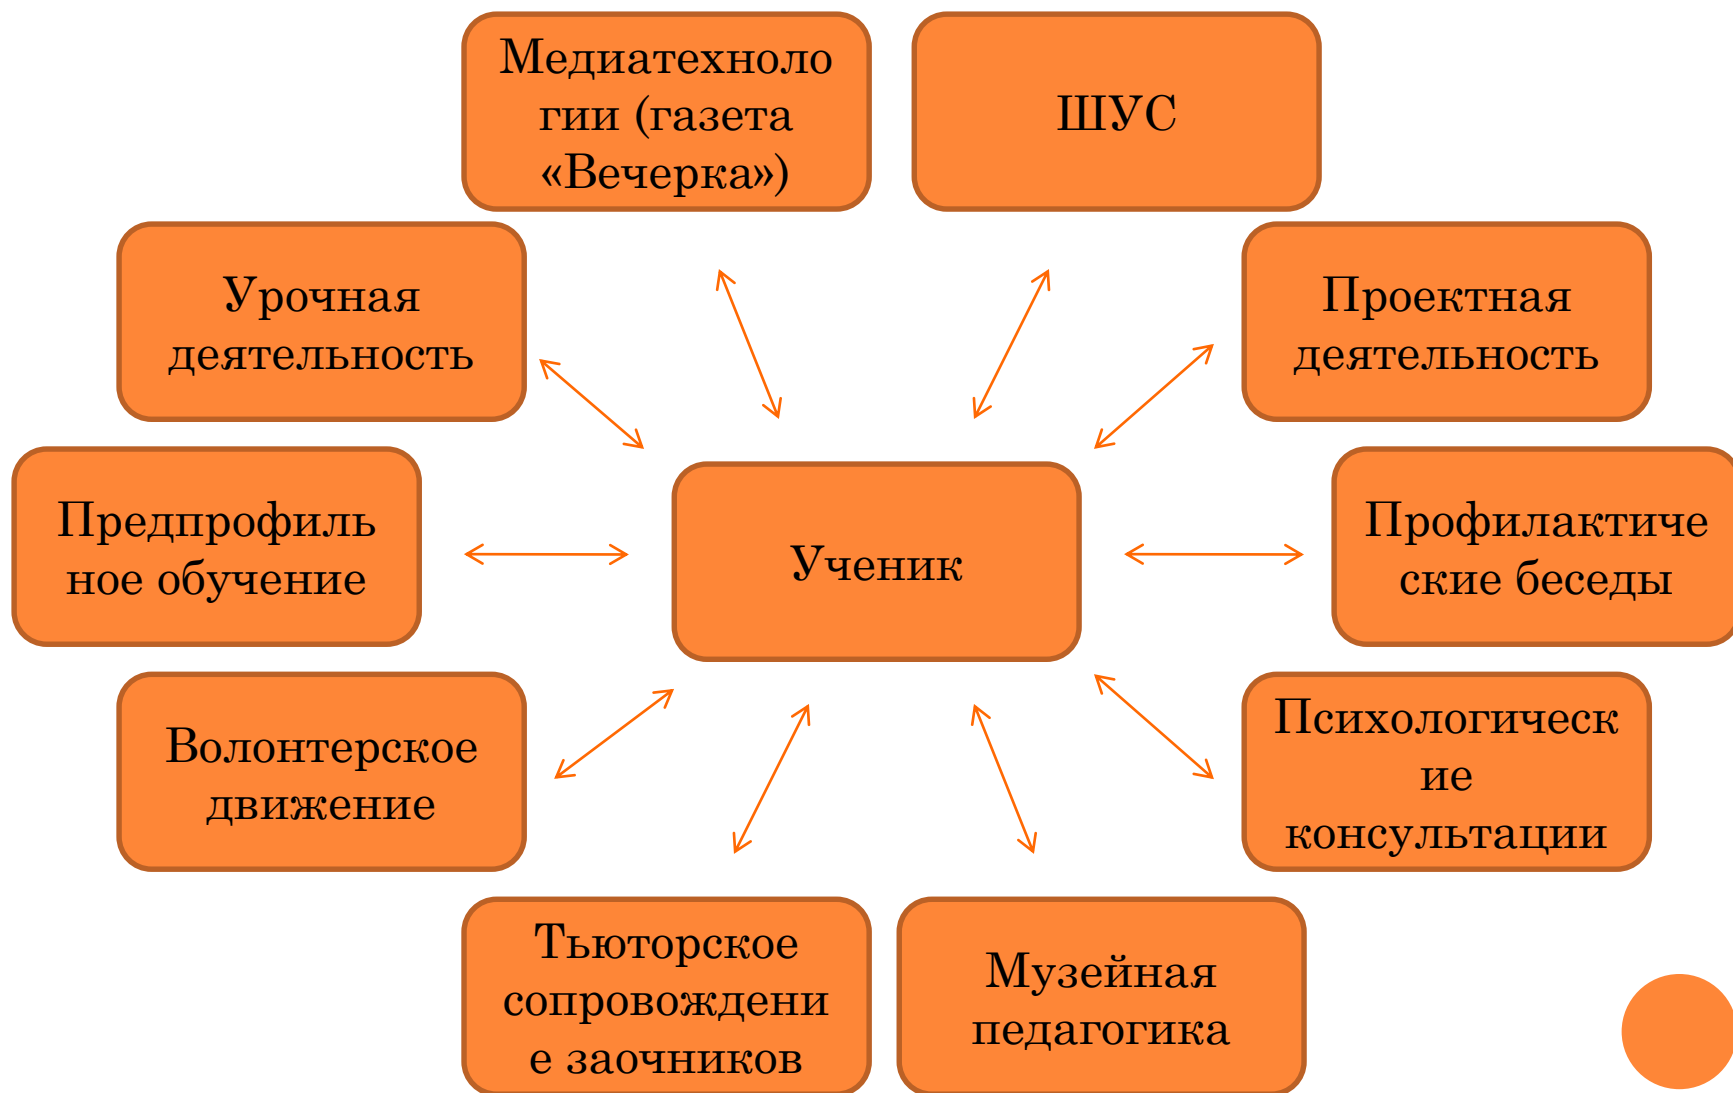 Медиатехноло
гии (газета
«Вечерка»)
ШУС
Урочная
деятельность
Проектная
деятельность
Предпрофиль
ное обучение
Ученик
Профилактиче
ские беседы
Волонтерское
движение
Психологическ
ие
консультации
Тьюторское
сопровождени
е заочников
Музейная
педагогика